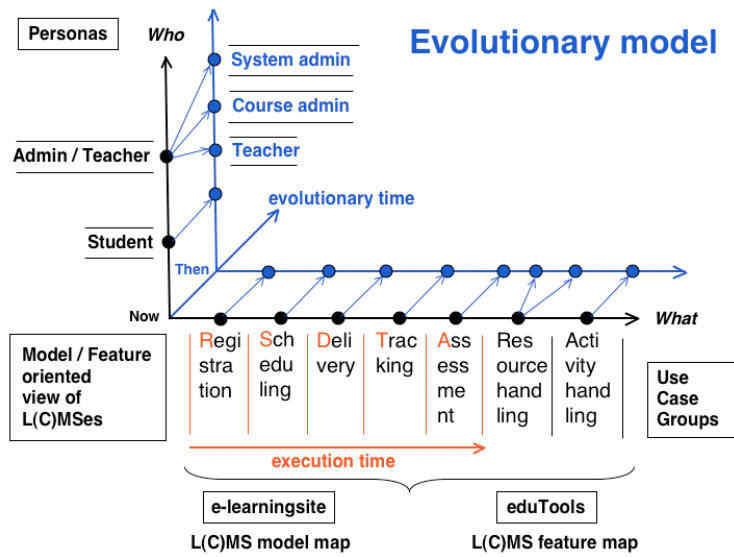 Personas
Who
Evolutionary model
System admin
Course admin
Admin / Teacher
Teacher
evolutionary time
Student
Then
Now
What
Model / Feature
oriented
view of
L(C)MSes
Regi
stra
tion
Sch
edu
ling
Deli
very
Trac
king
Ass
ess
me
nt
Res
ource
hand
ling
Acti
vity
hand
ling
Use
Case
Groups
execution time
e-learningsite
eduTools
L(C)MS model map
L(C)MS feature map